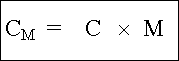 C_M = C × M